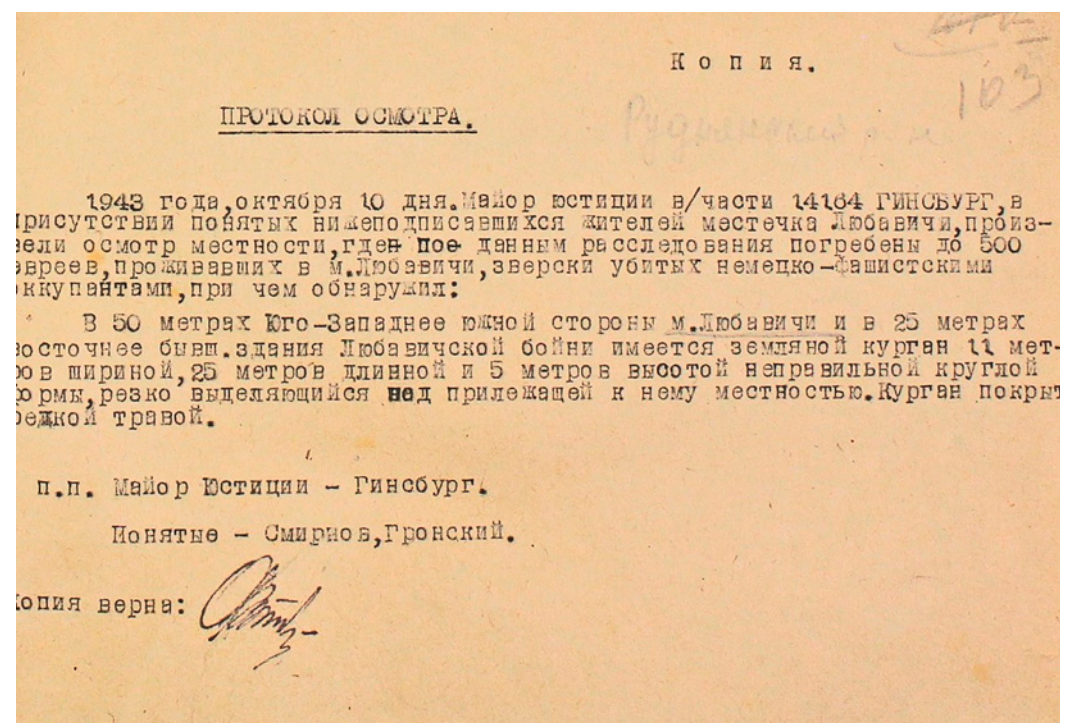 Копия.
103
ПРОТОКОЛ ОСМОТРА.
Руднянский р-н
1943 года,октября 10 дня.Майор юстиции в/части 14164 ГИНСБУРГ,в
присутствии понятых нижеподписавшихся жителей местечка Любавичи,произ-
вели осмотр местности,где по данным расследования погребены до 500
евреев,проживавших в м.Любавичи,зверски убитых немецко-фашистскими
оккупантами,при чем обнаружил:
В 50 метрах Юго-Западнее южной стороны м.Любавичи и в 25 метрах
восточнее бывш.здания Любавичской бойни имеется земляной курган 11 мет-
ров шириной,25 метров длинной и 5 метров высотой неправильной круглой
формы,резко выделяющийся над прилежащей к нему местностью.Курган покрыт
редкой травой.
п.п. Майор Юстиции – Гинсбург.
Понятые – Смирнов,Гронский.
Копия верна: